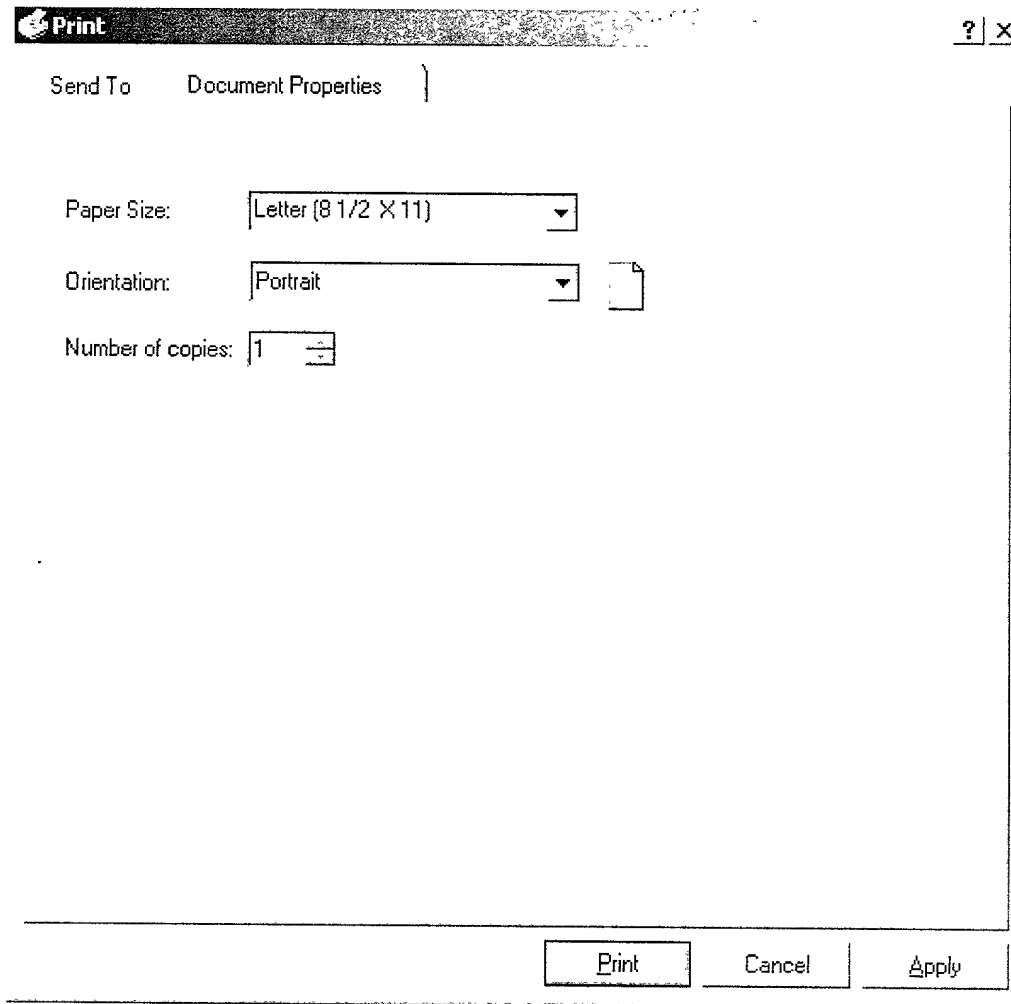 Print ? ×
Send To Document Properties
Paper Size: Letter (8 1/2 X 11)
Orientation: Portrait
Number of copies: 1
Print Cancel Apply